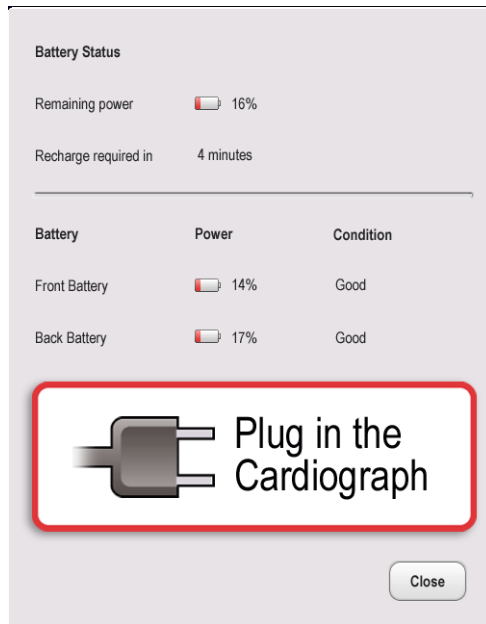 Battery Status
Remaining power 16%
Recharge required in 4 minutes
Battery Power Condition
Front Battery 14% Good
Back Battery 17% Good
Plug in the
Cardiograph
Close